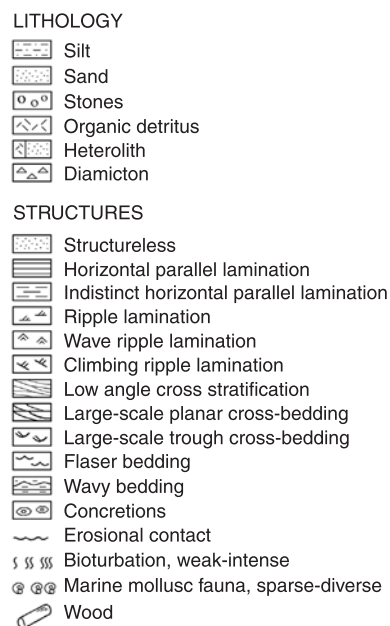 LITHOLOGY
Silt
Sand
Stones
Organic detritus
Heterolith
Diamicton
STRUCTURES
Structureless
Horizontal parallel lamination
Indistinct horizontal parallel lamination
Ripple lamination
Wave ripple lamination
Climbing ripple lamination
Low angle cross stratification
Large-scale planar cross-bedding
Large-scale trough cross-bedding
Flaser bedding
Wavy bedding
Concretions
Erosional contact
Bioturbation, weak-intense
Marine mollusc fauna, sparse-diverse
Wood